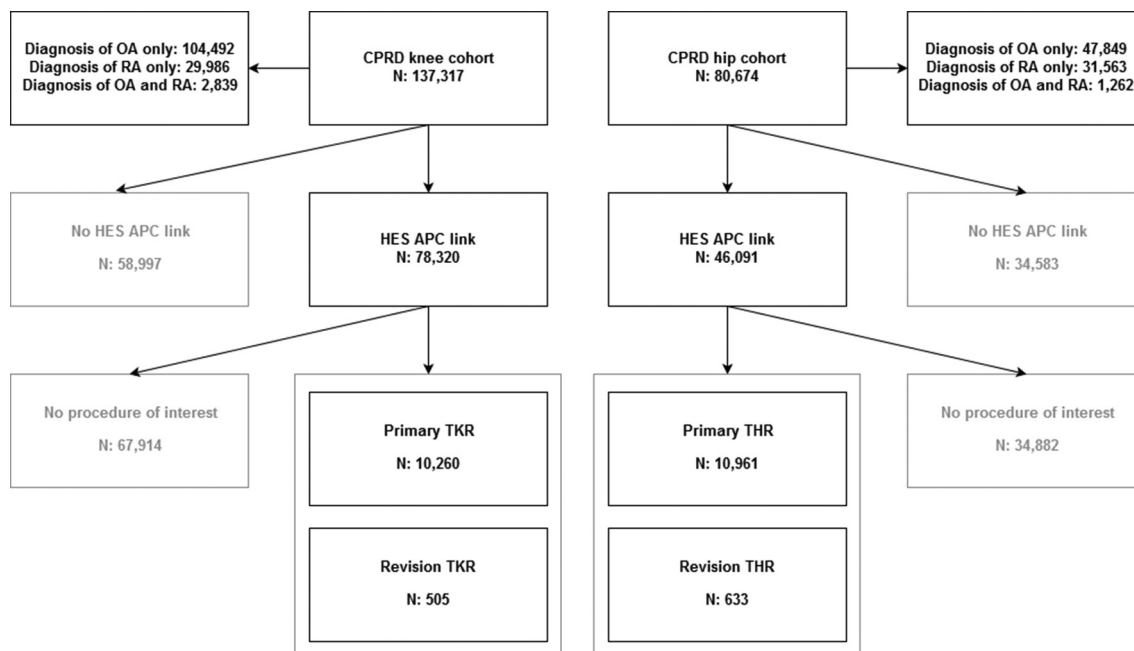 Diagnosis of OA only: 104,492
Diagnosis of RA only: 29,986
Diagnosis of OA and RA: 2,839
CPRD knee cohort
N: 137,317
CPRD hip cohort
N: 80,674
Diagnosis of OA only: 47,849
Diagnosis of RA only: 31,563
Diagnosis of OA and RA: 1,262
No HES APC link
N: 58,997
HES APC link
N: 78,320
HES APC link
N: 46,091
No HES APC link
N: 34,583
No procedure of interest
N: 67,914
Primary TKR
N: 10,260
Revision TKR
N: 505
Primary THR
N: 10,961
Revision THR
N: 633
No procedure of interest
N: 34,882